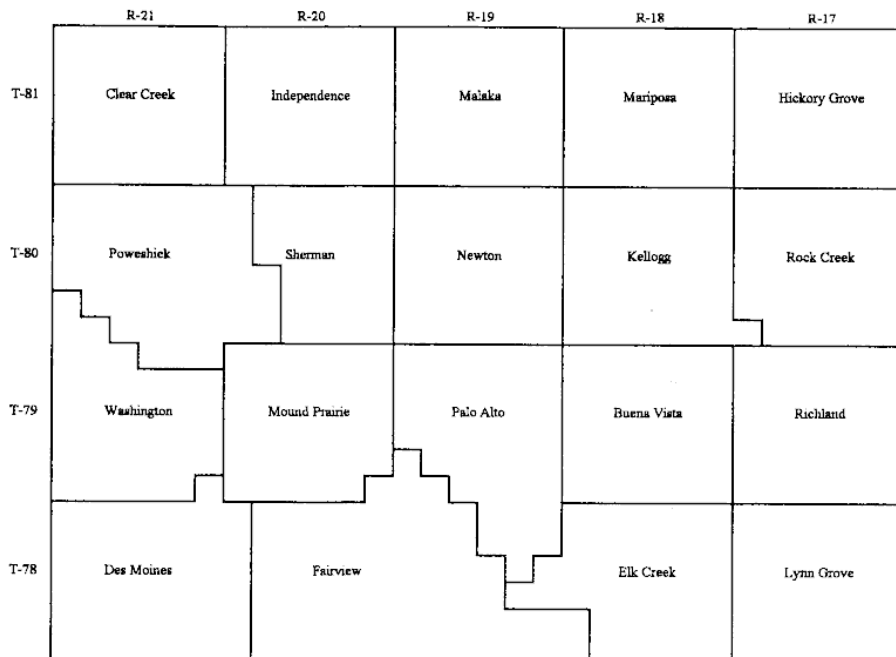 R-21 R-20 R-19 R-18 R-17
T-81 Clear Creek Independence Malaka Mariposa Hickory Grove
T-80 Poweshiek Sherman Newton Kellogg Rock Creek
T-79 Washington Mound Prairie Palo Alto Buena Vista Richland
T-78 Des Moines Fairview Elk Creek Lynn Grove